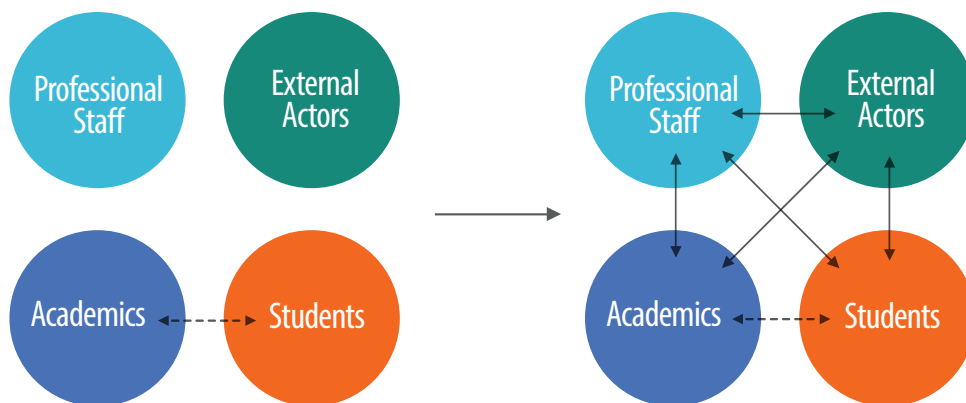 Professional
Staff
External
Actors
Academics
Students
Professional
Staff
External
Actors
Academics
Students